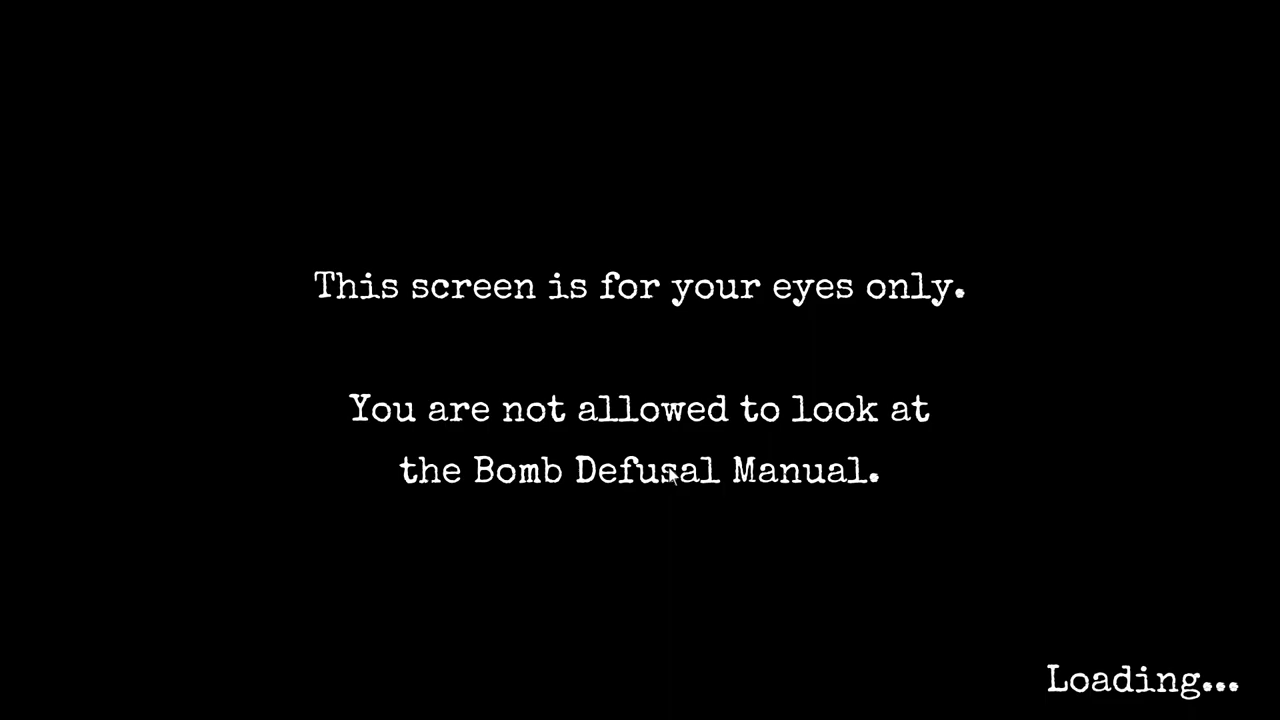 This screen is for your eyes only.
You are not allowed to look at
the Bomb Defusal Manual.
Loading...